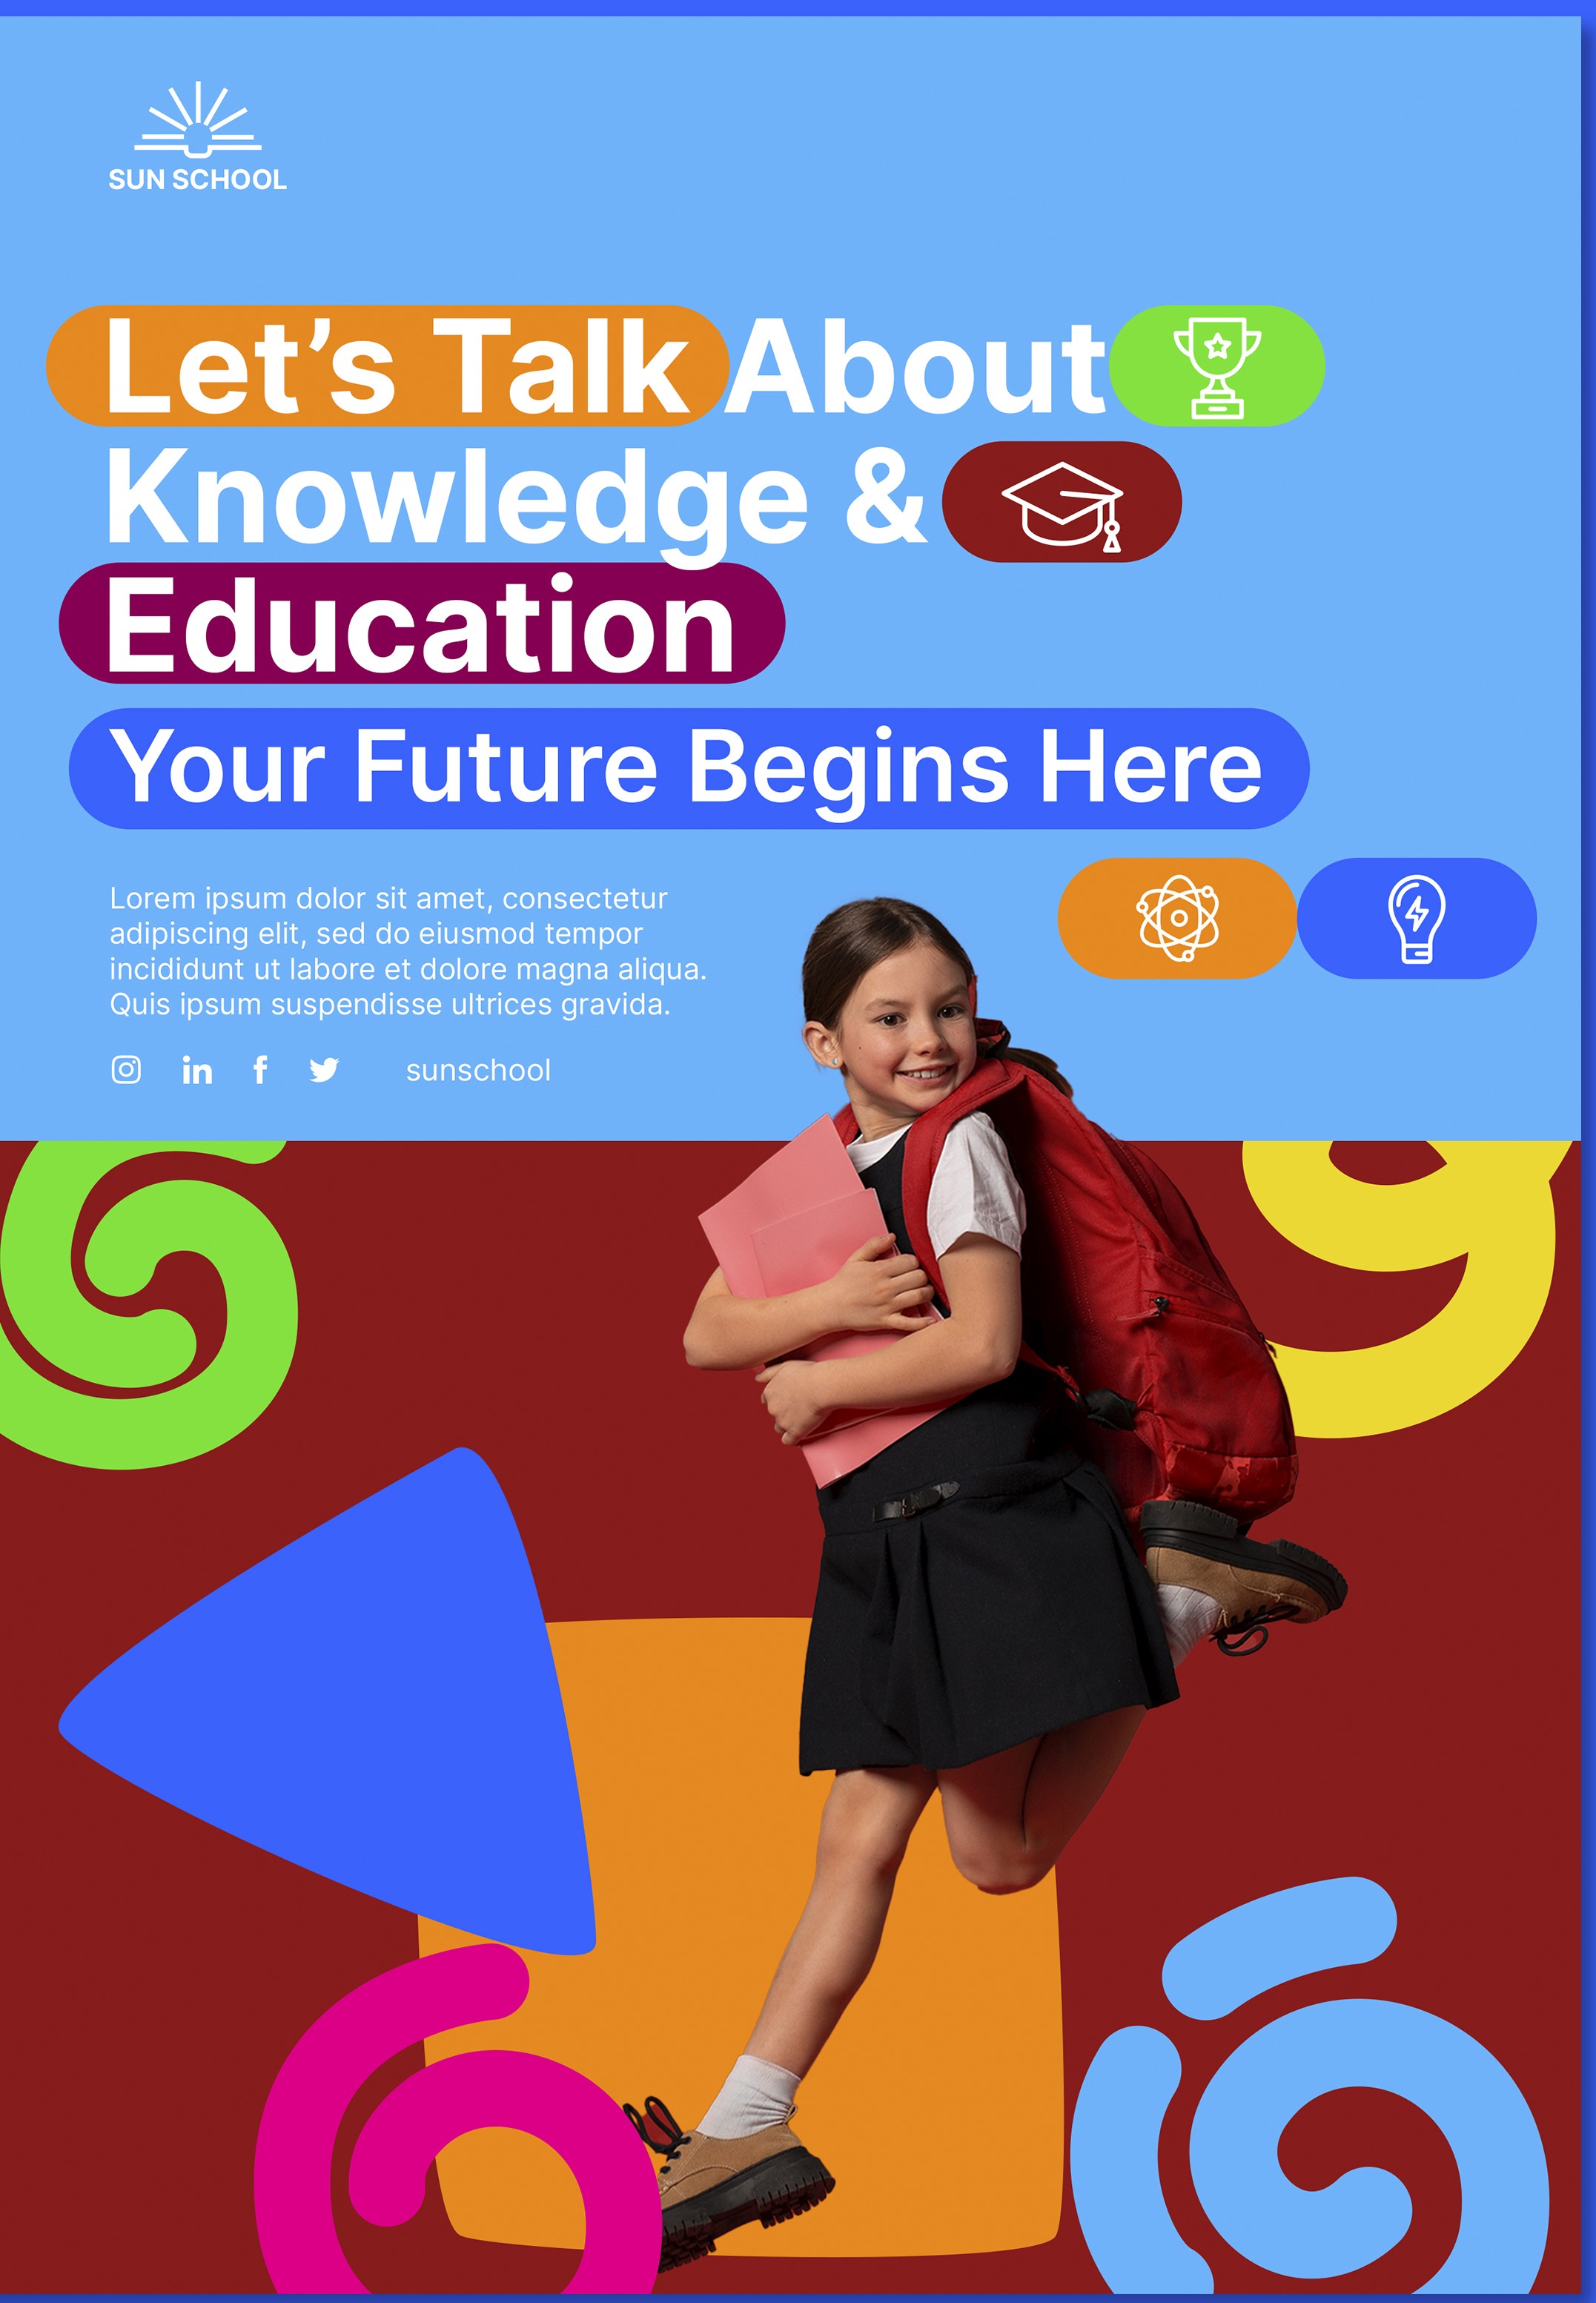 SUN SCHOOL
Let’s Talk About
Knowledge &
Education
Your Future Begins Here
Lorem ipsum dolor sit amet, consectetur
adipiscing elit, sed do eiusmod tempor
incididunt ut labore et dolore magna aliqua.
Quis ipsum suspendisse ultrices gravida.
in f sunschool